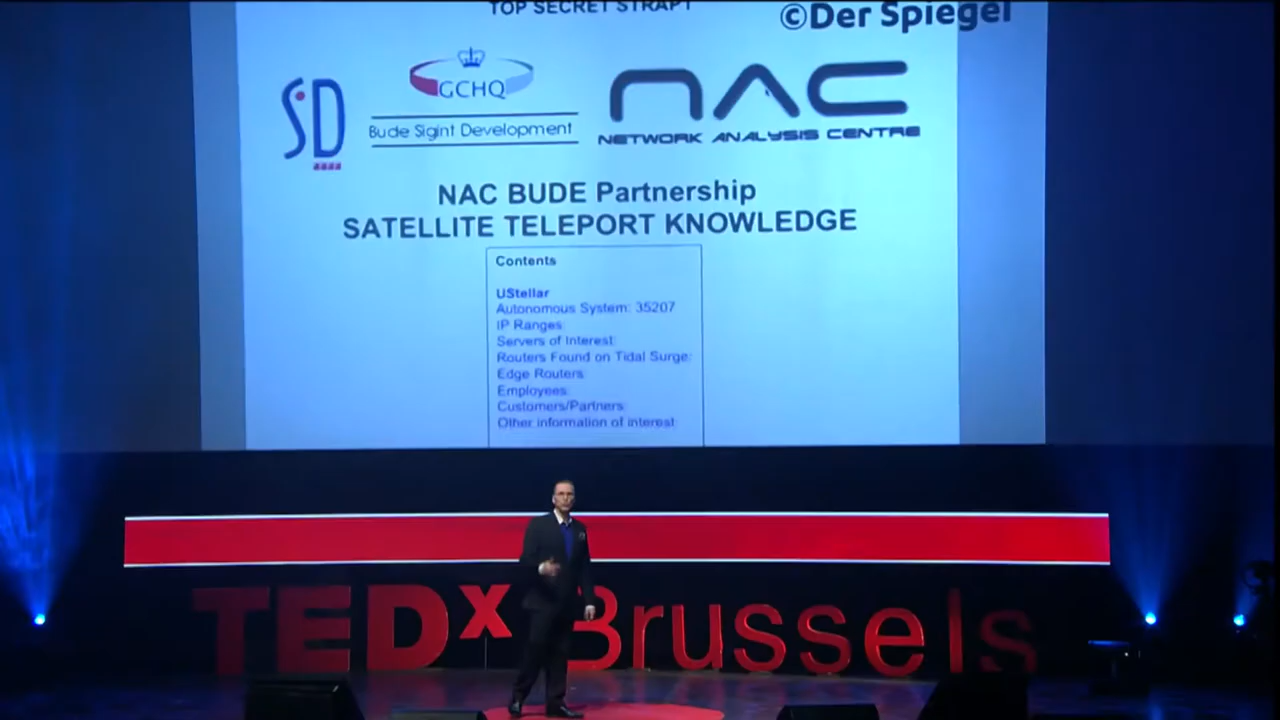 TOP SECRET STRAP1
©Der Spiegel
SD
GCHQ
Bude Sigint Development
NAC
NETWORK ANALYSIS CENTRE
NAC BUDE Partnership
SATELLITE TELEPORT KNOWLEDGE
Contents
UStellar
Autonomous System: 35207
IP Ranges:
Servers of Interest:
Routers Found on Tidal Surge:
Edge Routers:
Employees:
Customers/Partners:
Other information of interest:
TEDx Brussels